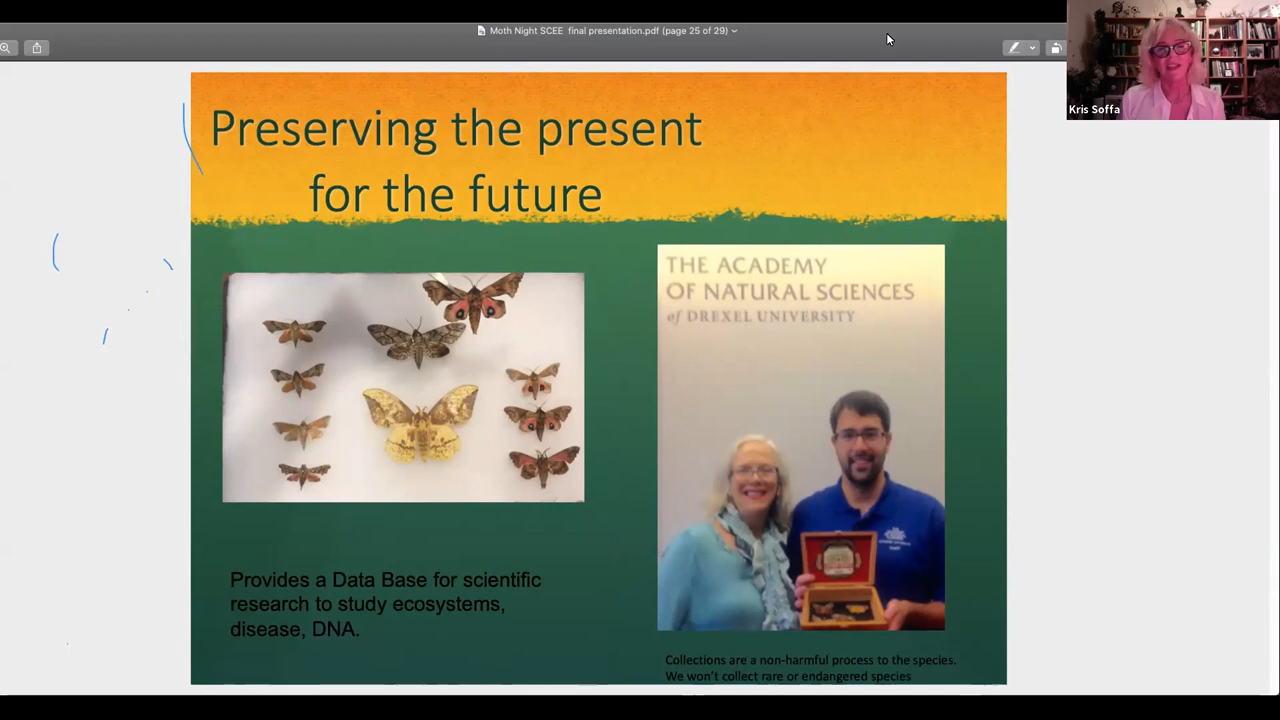 Moth Night SCEE final presentation.pdf (page 25 of 29)
Kris Soffa
Preserving the present
for the future
THE ACADEMY
OF NATURAL SCIENCES
of DREXEL UNIVERSITY
Provides a Data Base for scientific
research to study ecosystems,
disease, DNA.
Collections are a non-harmful process to the species.
We won't collect rare or endangered species